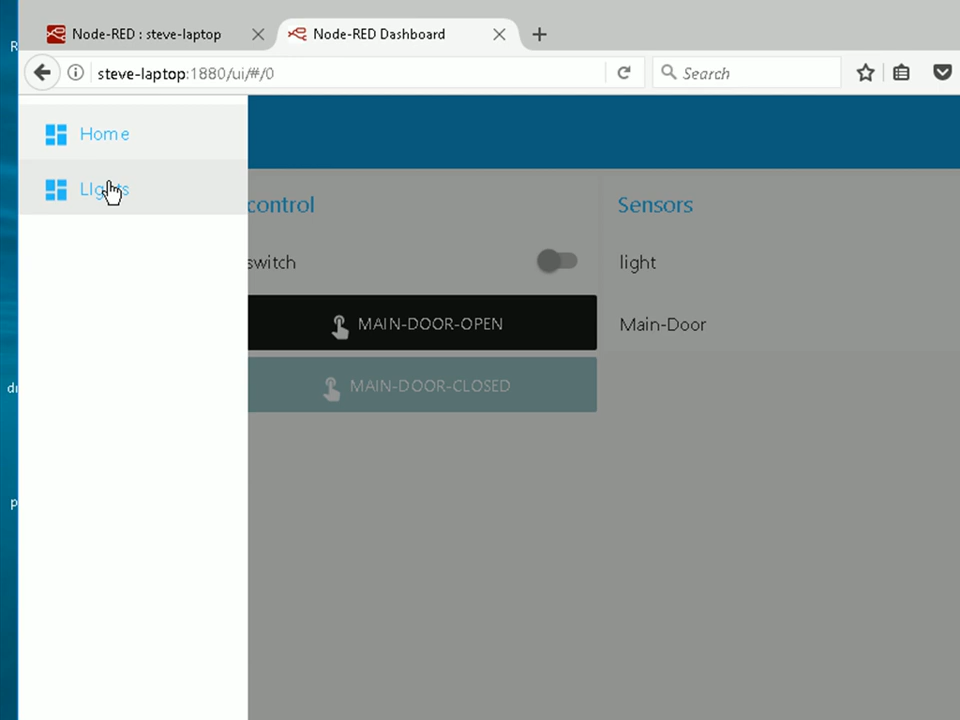 Node-RED : steve-laptop
Node-RED Dashboard
steve-laptop:1880/ui/#/0
Search
Home
control
Sensors
switch
light
MAIN-DOOR-OPEN
Main-Door
MAIN-DOOR-CLOSED